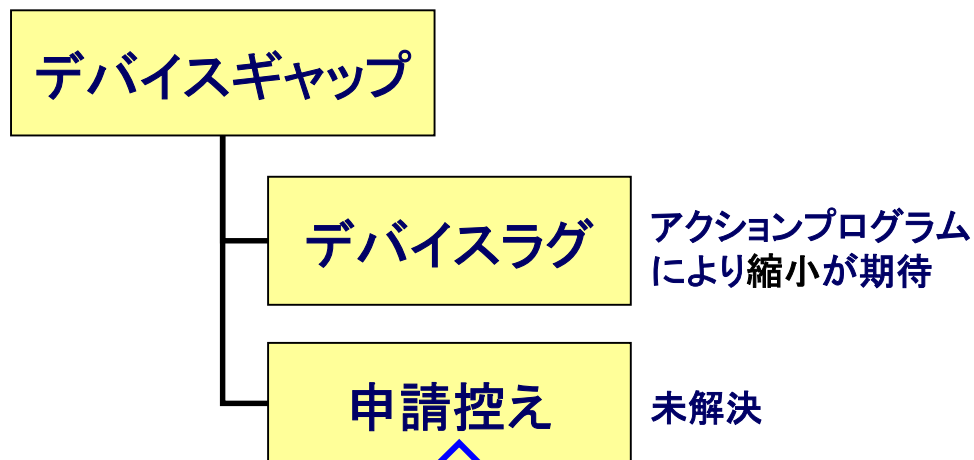 デバイスギャップ
デバイスラグ
アクションプログラム
により縮小が期待
申請控え
未解決